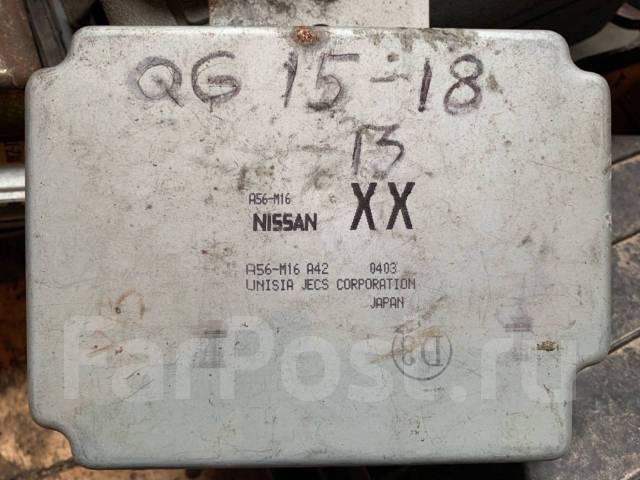 QG 15-18
-13
A56-M16
NISSAN XX
A56-M16 A42 0403
UNISIA JECS CORPORATION
JAPAN
FarPost.ru